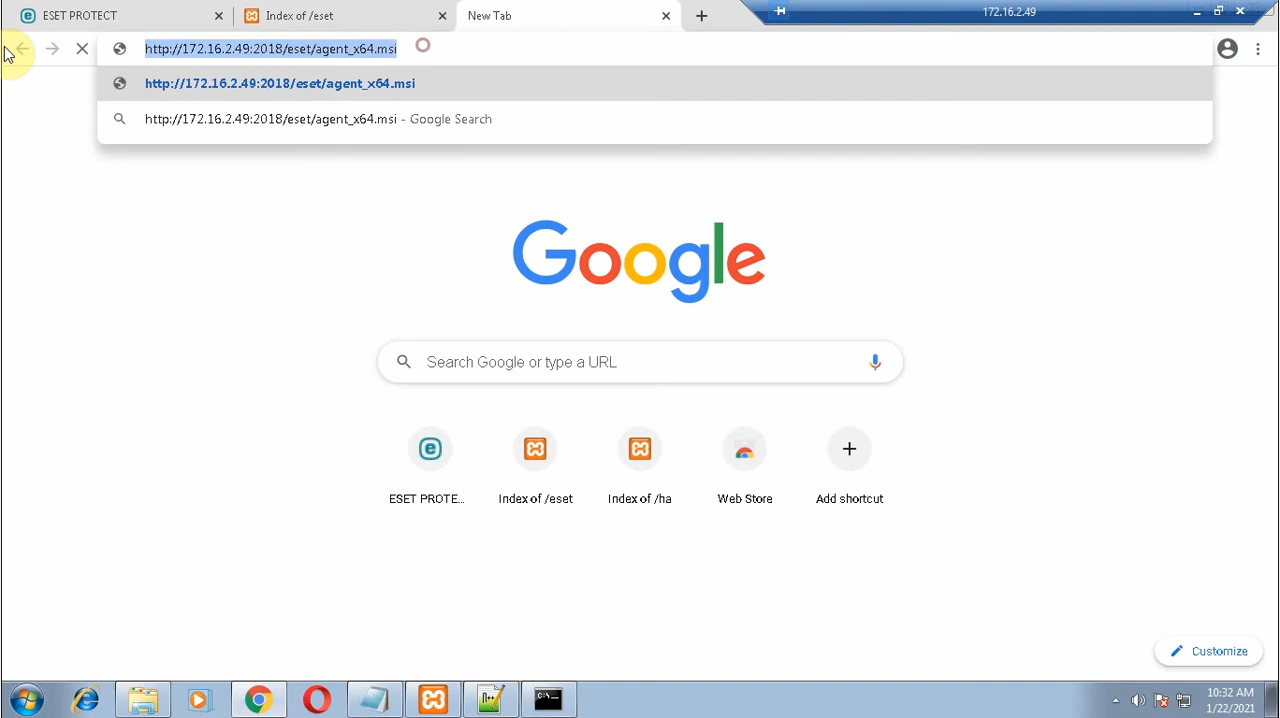 ESET PROTECT
Index of /eset
New Tab
172.16.2.49
http://172.16.2.49:2018/eset/agent_x64.msi
http://172.16.2.49:2018/eset/agent_x64.msi
http://172.16.2.49:2018/eset/agent_x64.msi - Google Search
Google
Search Google or type a URL
ESET PROTE...
Index of /eset
Index of /ha
Web Store
Add shortcut
Customize
10:32 AM
1/22/2021